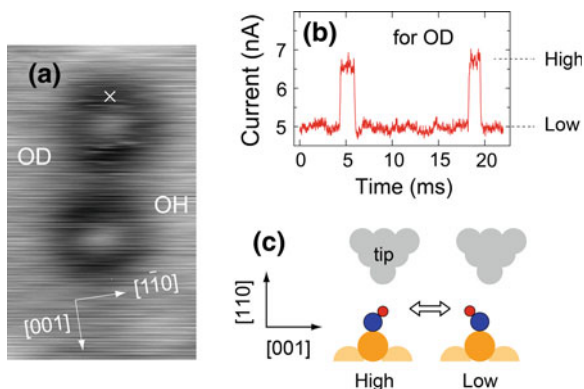 (a)
×
OD
OH
[11̄0]
[001]
(b)
for OD
Current (nA)
7
6
5
0 5 10 15 20
Time (ms)
High
Low
(c)
tip
[110]
[001]
High Low